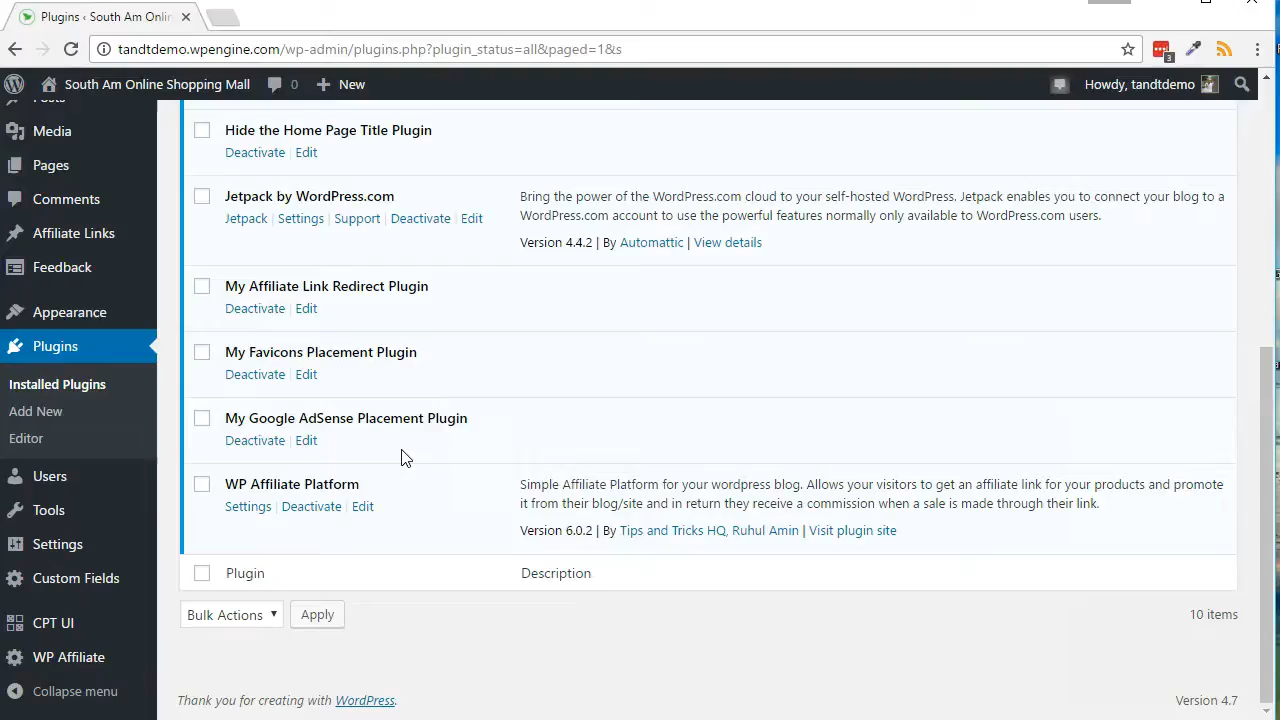 Plugins ‹ South Am Onlin
tandtdemo.wpengine.com/wp-admin/plugins.php?plugin_status=all&paged=1&s
3
South Am Online Shopping Mall
0
New
Howdy, tandtdemo
Posts
Media
Pages
Comments
Affiliate Links
Feedback
Appearance
Plugins
Installed Plugins
Add New
Editor
Users
Tools
Settings
Custom Fields
CPT UI
WP Affiliate
Collapse menu
Hide the Home Page Title Plugin
Deactivate | Edit
Jetpack by WordPress.com
Jetpack | Settings | Support | Deactivate | Edit
Bring the power of the WordPress.com cloud to your self-hosted WordPress. Jetpack enables you to connect your blog to a
WordPress.com account to use the powerful features normally only available to WordPress.com users.
Version 4.4.2 | By Automattic | View details
My Affiliate Link Redirect Plugin
Deactivate | Edit
My Favicons Placement Plugin
Deactivate | Edit
My Google AdSense Placement Plugin
Deactivate | Edit
WP Affiliate Platform
Settings | Deactivate | Edit
Simple Affiliate Platform for your wordpress blog. Allows your visitors to get an affiliate link for your products and promote
it from their blog/site and in return they receive a commission when a sale is made through their link.
Version 6.0.2 | By Tips and Tricks HQ, Ruhul Amin | Visit plugin site
Plugin
Description
Bulk Actions
Apply
10 items
Thank you for creating with WordPress.
Version 4.7